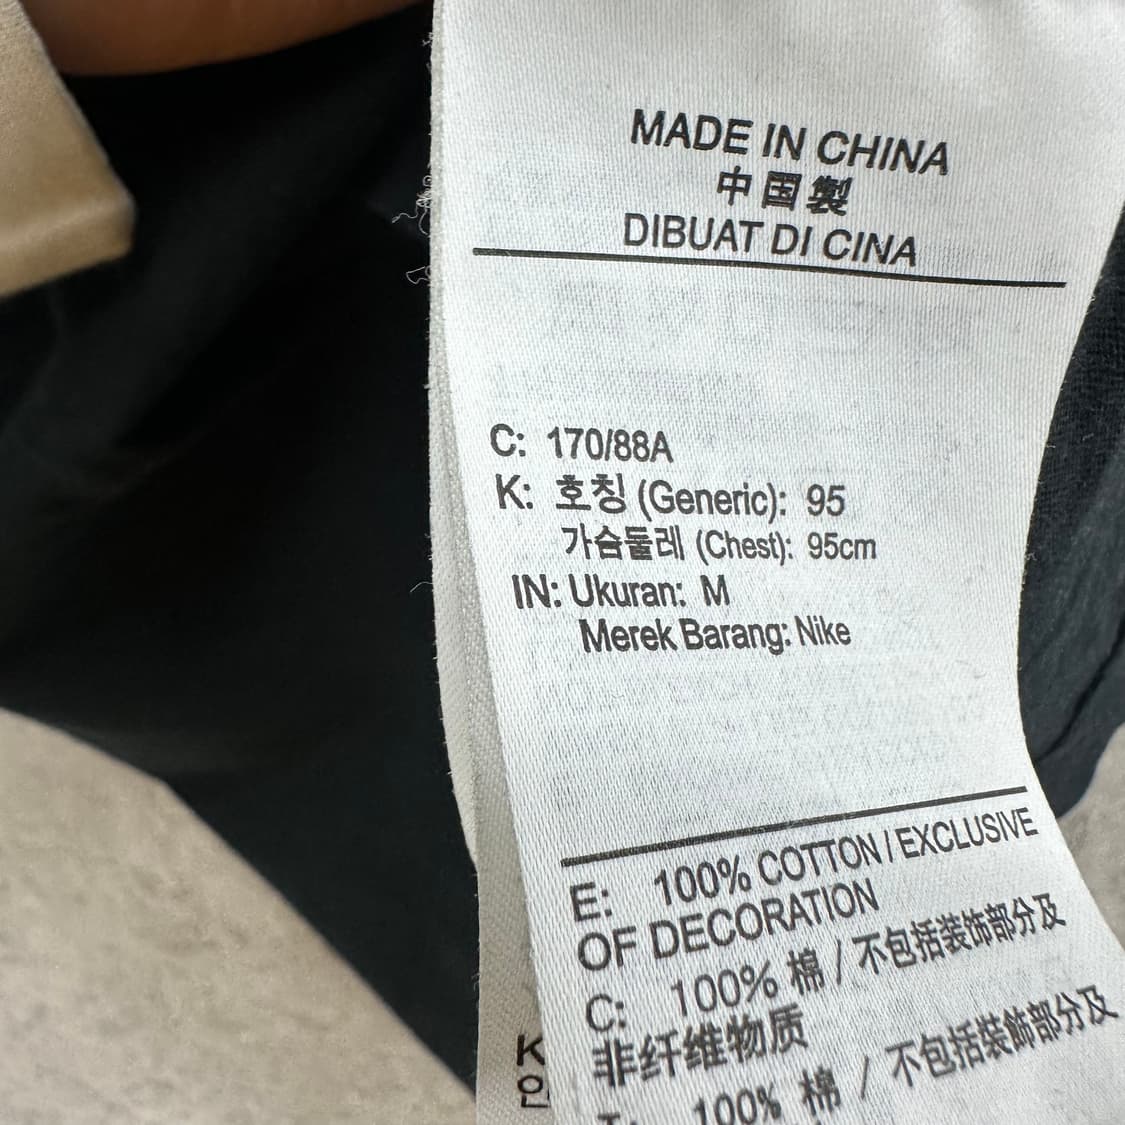 MADE IN CHINA
中国製
DIBUAT DI CINA
C: 170/88A
K: 호칭 (Generic): 95
가슴둘레 (Chest): 95cm
IN: Ukuran: M
Merek Barang: Nike
E: 100% COTTON / EXCLUSIVE
OF DECORATION
C: 100% 棉 / 不包括装饰部分及
非纤维物质
100% 棉 / 不包括裝飾部分及
K